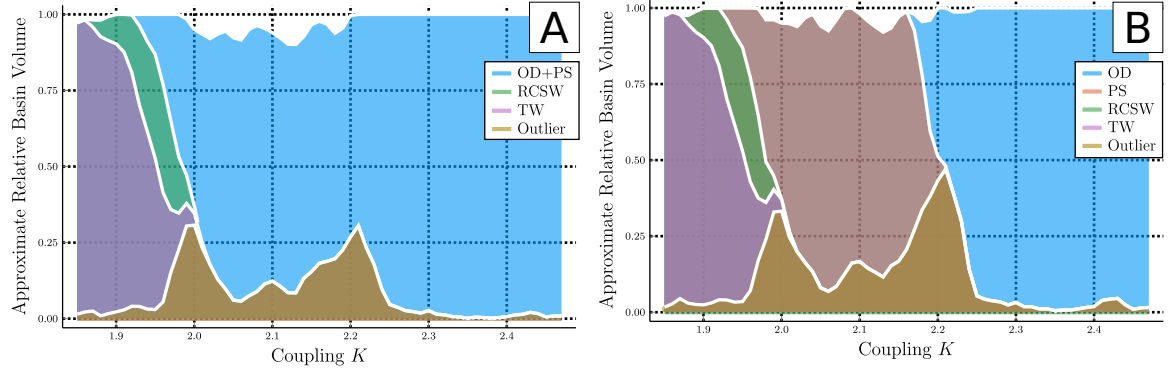 A
Approximate Relative Basin Volume
1.00
0.75
0.50
0.25
0.00
OD+PS
RCSW
TW
Outlier
1.9
2.0
2.1
2.2
2.3
2.4
Coupling K
B
Approximate Relative Basin Volume
1.00
0.75
0.50
0.25
0.00
OD
PS
RCSW
TW
Outlier
1.9
2.0
2.1
2.2
2.3
2.4
Coupling K